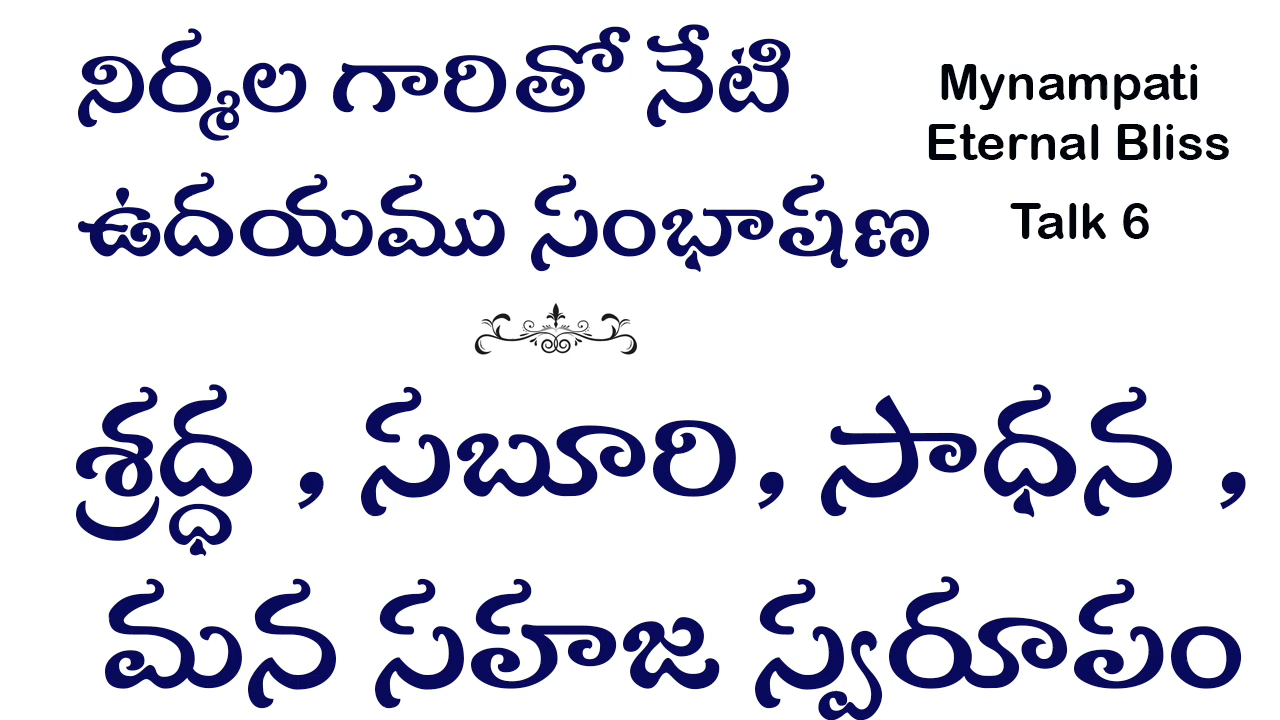 నిర్మల గారితో నేటి
ఉదయము సంభాషణ
Mynampati
Eternal Bliss
Talk 6
శ్రద్ధ , సబూరి, సాధన ,
మన సహజ స్వరూపం